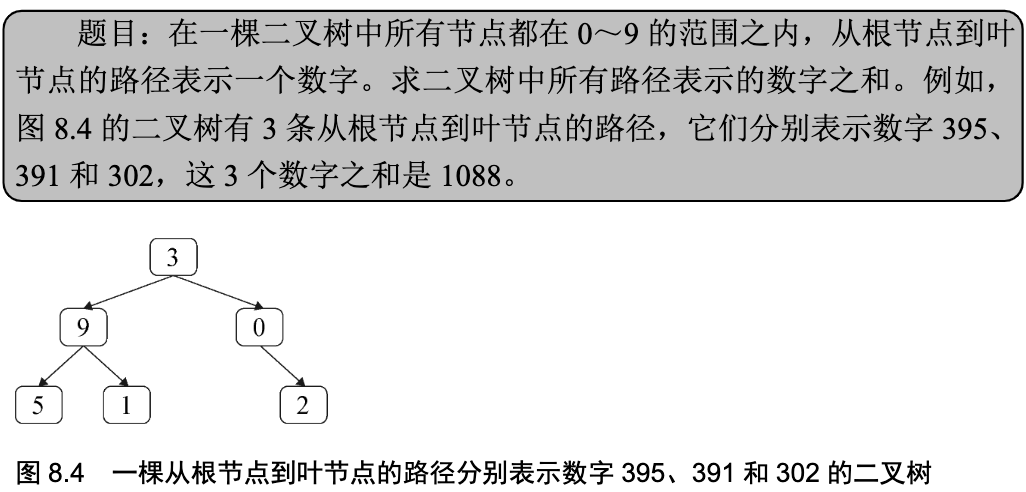 题目：在一棵二叉树中所有节点都在 0～9 的范围之内，从根节点到叶
节点的路径表示一个数字。求二叉树中所有路径表示的数字之和。例如，
图 8.4 的二叉树有 3 条从根节点到叶节点的路径，它们分别表示数字 395、
391 和 302，这 3 个数字之和是 1088。
3
9 0
5 1 2
图 8.4 一棵从根节点到叶节点的路径分别表示数字 395、391 和 302 的二叉树